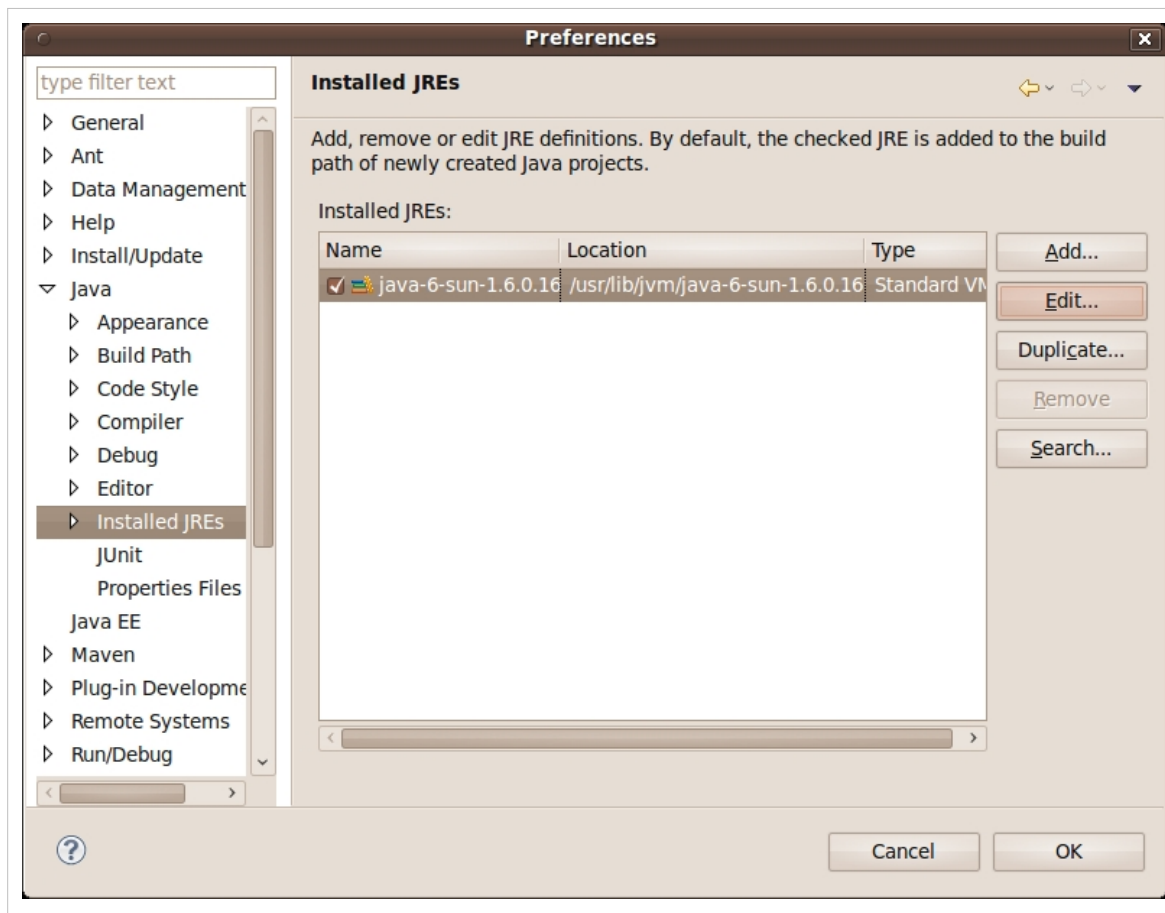 Preferences
type filter text
General
Ant
Data Management
Help
Install/Update
Java
Appearance
Build Path
Code Style
Compiler
Debug
Editor
Installed JREs
JUnit
Properties Files
Java EE
Maven
Plug-in Developme
Remote Systems
Run/Debug
Installed JREs
Add, remove or edit JRE definitions. By default, the checked JRE is added to the build
path of newly created Java projects.
Installed JREs:
Name Location Type
java-6-sun-1.6.0.16 /usr/lib/jvm/java-6-sun-1.6.0.16 Standard VM
Add...
Edit...
Duplicate...
Remove
Search...
Cancel OK